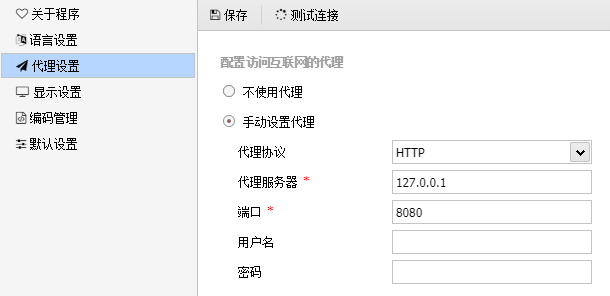 关于程序
语言设置
代理设置
显示设置
编码管理
默认设置
保存 测试连接
配置访问互联网的代理
不使用代理
手动设置代理
代理协议 HTTP
代理服务器 * 127.0.0.1
端口 * 8080
用户名
密码